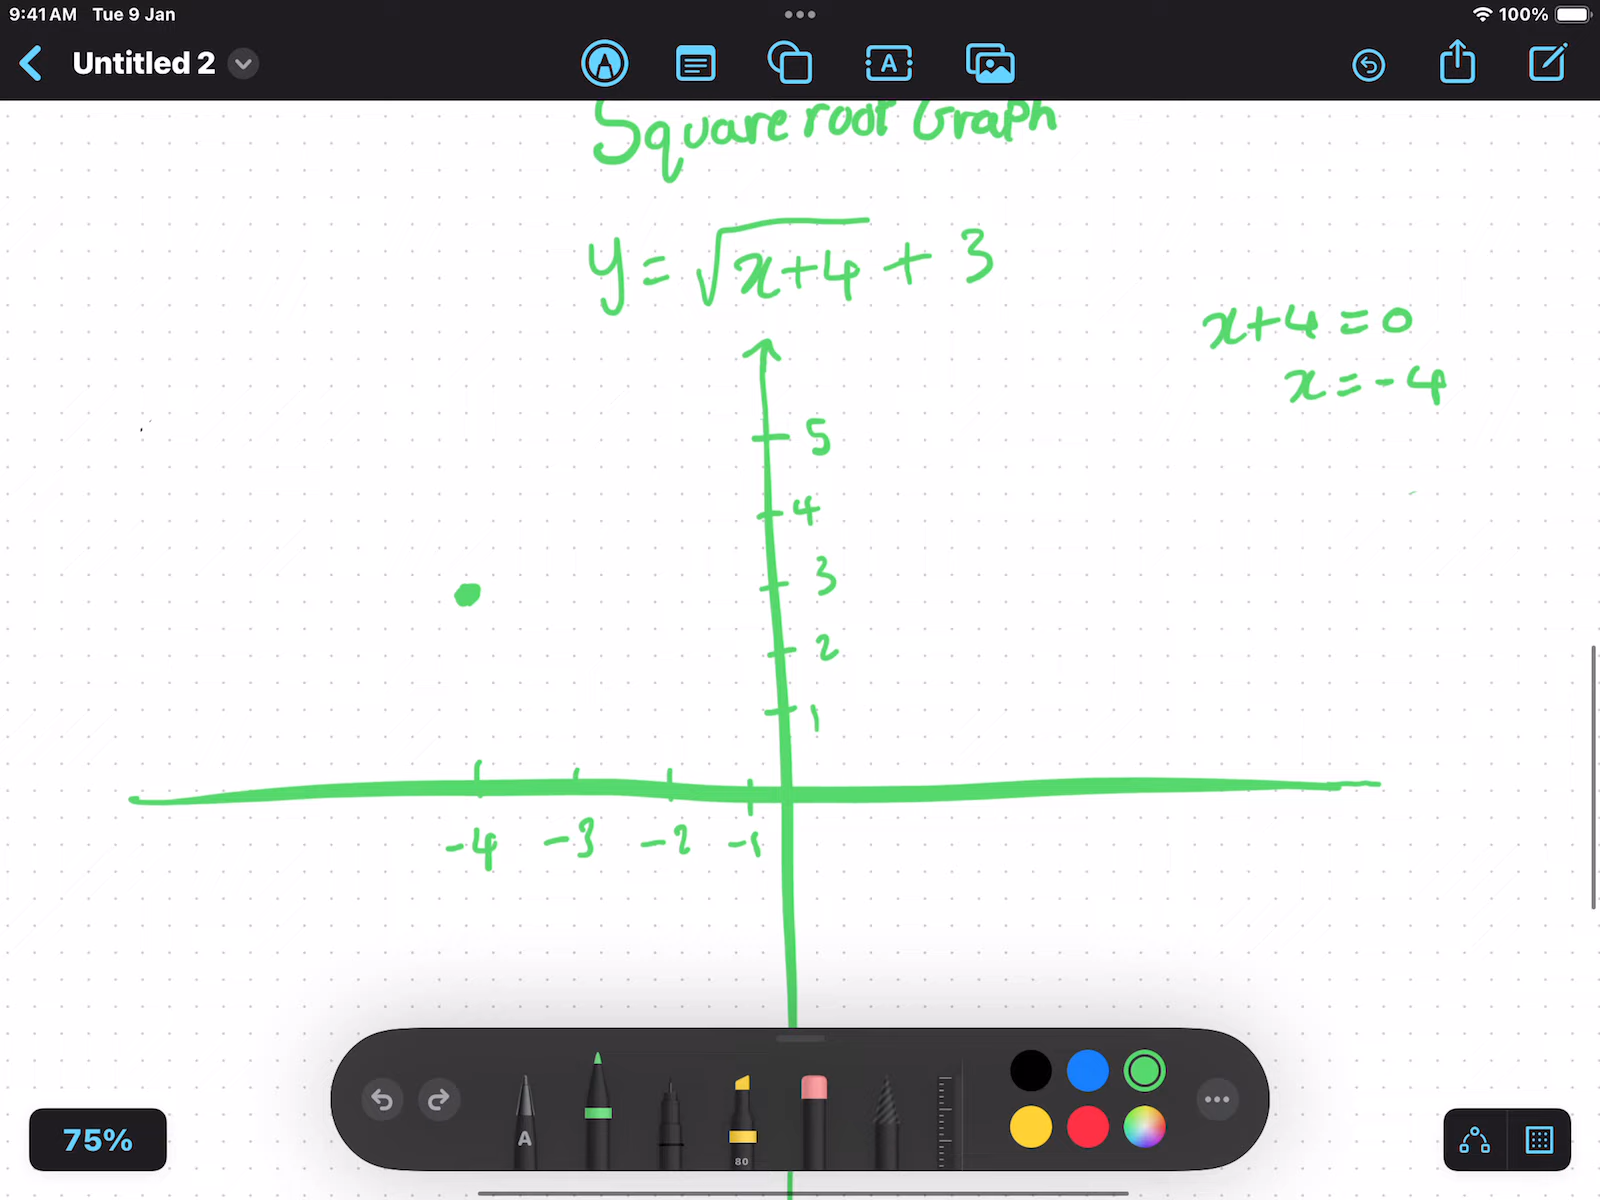 9:41 AM Tue 9 Jan
100%
Untitled 2
A
Square root Graph
y = √x+4 + 3
x+4 = 0
x = -4
5
4
3
2
1
-4 -3 -2 -1
A
80
75%